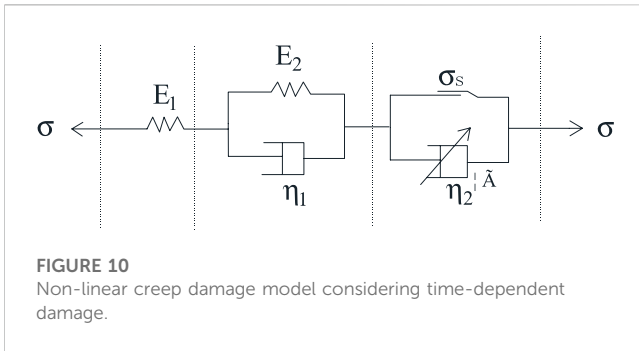 E₂
σₛ
E₁
σ
σ
η₁
η₂
Ã
FIGURE 10
Non-linear creep damage model considering time-dependent
damage.